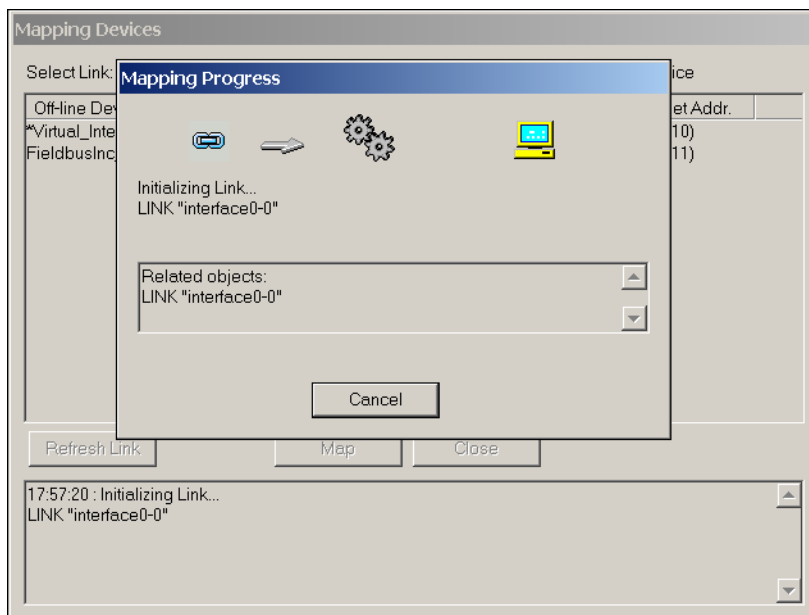 Mapping Devices
Select Link:
ice
Mapping Progress
Off-line Dev
et Addr.
*Virtual_Inte
10)
FieldbusInc
11)
Initializing Link...
LINK "interface0-0"
Related objects:
LINK "interface0-0"
Cancel
Refresh Link
Map
Close
17:57:20 : Initializing Link...
LINK "interface0-0"